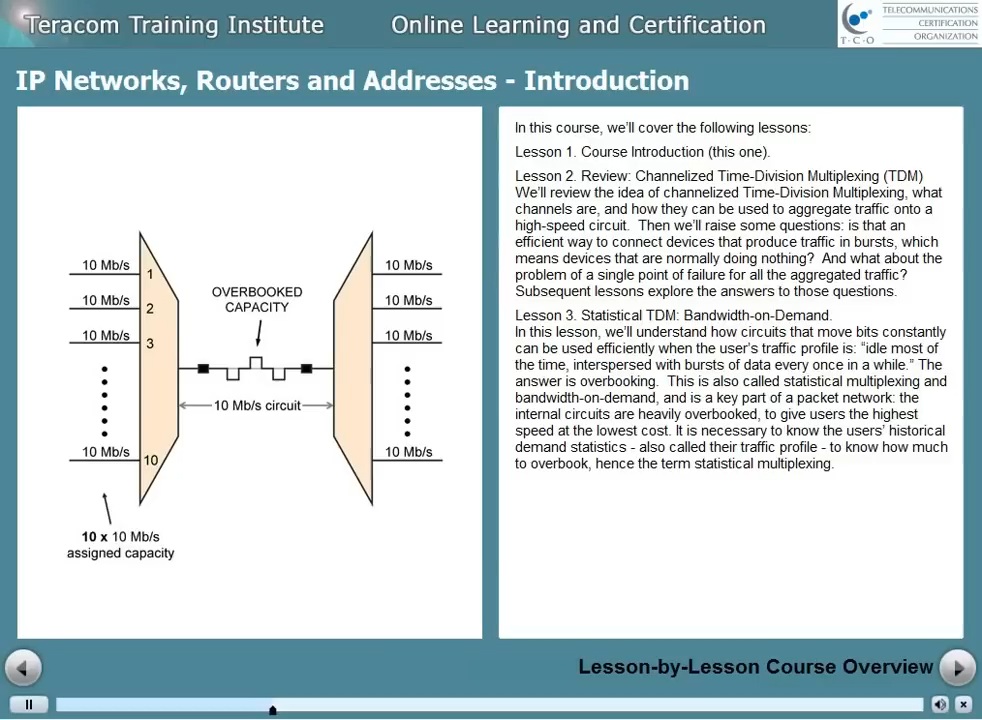 Teracom Training Institute
Online Learning and Certification
TELECOMMUNICATIONS
CERTIFICATION
ORGANIZATION
T·C·O
IP Networks, Routers and Addresses - Introduction
10 Mb/s
1
10 Mb/s
2
10 Mb/s
3
10 Mb/s
10
OVERBOOKED
CAPACITY
10 Mb/s circuit
10 Mb/s
10 Mb/s
10 Mb/s
10 Mb/s
10 x 10 Mb/s
assigned capacity
In this course, we'll cover the following lessons:
Lesson 1. Course Introduction (this one).
Lesson 2. Review: Channelized Time-Division Multiplexing (TDM)
We'll review the idea of channelized Time-Division Multiplexing, what
channels are, and how they can be used to aggregate traffic onto a
high-speed circuit.  Then we'll raise some questions: is that an
efficient way to connect devices that produce traffic in bursts, which
means devices that are normally doing nothing?  And what about the
problem of a single point of failure for all the aggregated traffic?
Subsequent lessons explore the answers to those questions.
Lesson 3. Statistical TDM: Bandwidth-on-Demand.
In this lesson, we'll understand how circuits that move bits constantly
can be used efficiently when the user's traffic profile is: “idle most of
the time, interspersed with bursts of data every once in a while.” The
answer is overbooking.  This is also called statistical multiplexing and
bandwidth-on-demand, and is a key part of a packet network: the
internal circuits are heavily overbooked, to give users the highest
speed at the lowest cost. It is necessary to know the users' historical
demand statistics - also called their traffic profile - to know how much
to overbook, hence the term statistical multiplexing.
Lesson-by-Lesson Course Overview